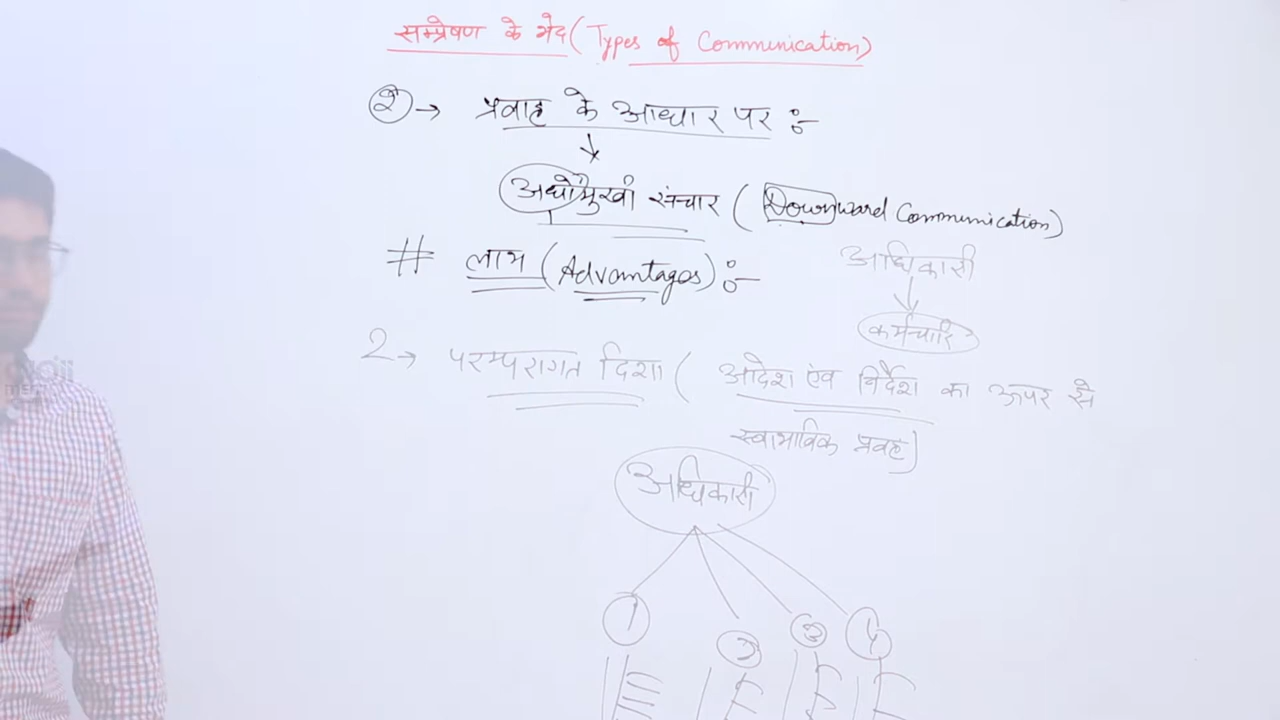 सम्प्रेषण के भेद (Types of Communication)
2 → प्रवाह के आधार पर :-
अधोमुखी संचार (Downward Communication)
# लाभ (Advantages) :-
अधिकारी
कर्मचारि
2 → परम्परागत दिशा ( आदेश एंव निर्देश का ऊपर से
स्वाभाविक प्रवाह)
अधिकारी
1 2 3 4